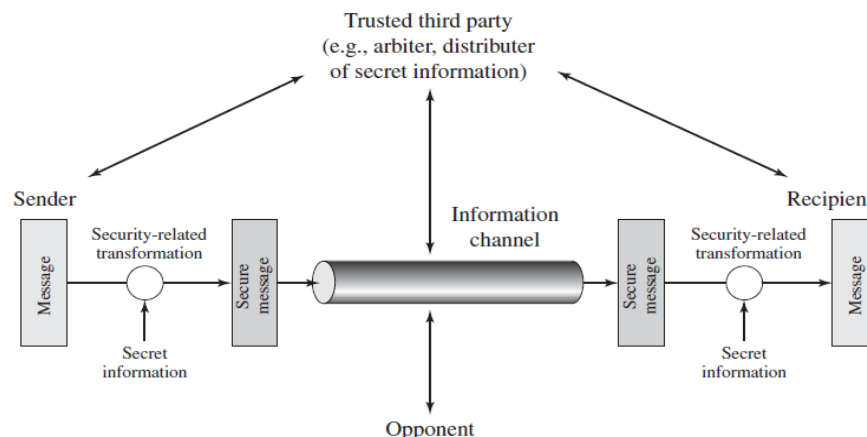 Trusted third party
(e.g., arbiter, distributer
of secret information)
Sender
Recipien
Information
channel
Security-related
transformation
Security-related
transformation
Message
Secure
message
Secure
message
Message
Secret
information
Secret
information
Opponent